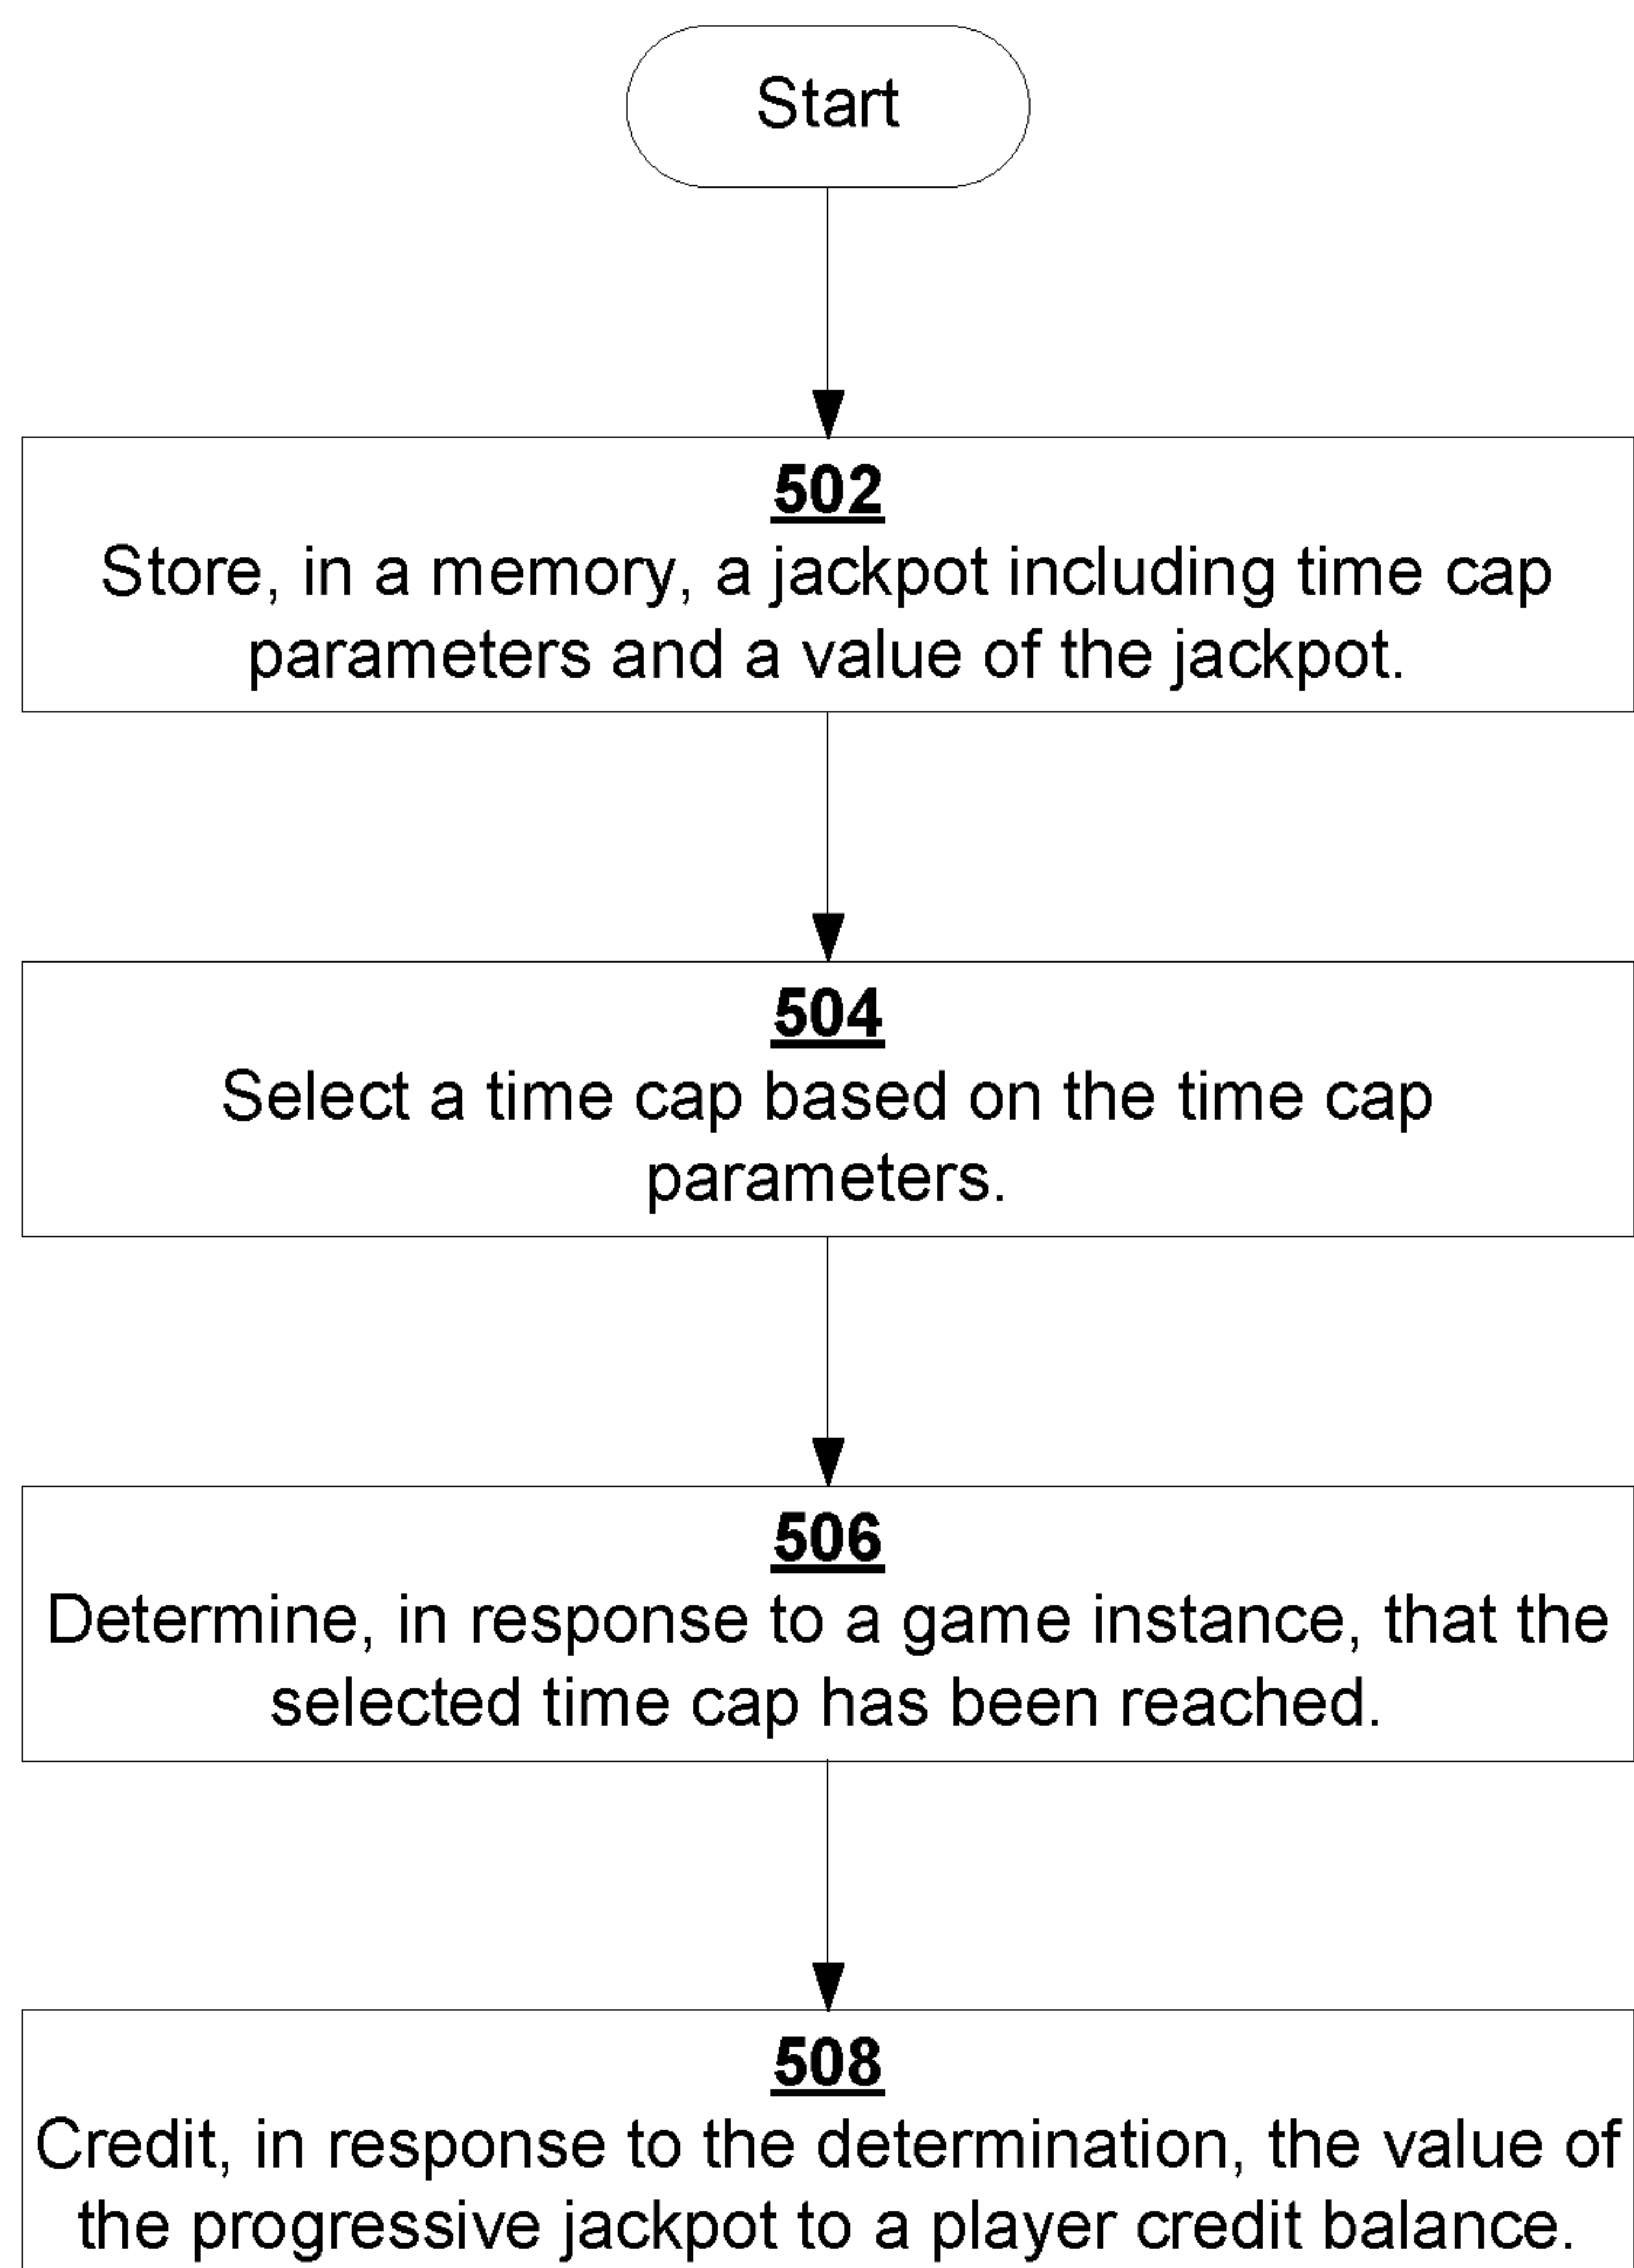 Start
502
Store, in a memory, a jackpot including time cap
parameters and a value of the jackpot.
504
Select a time cap based on the time cap
parameters.
506
Determine, in response to a game instance, that the
selected time cap has been reached.
508
Credit, in response to the determination, the value of
the progressive jackpot to a player credit balance.